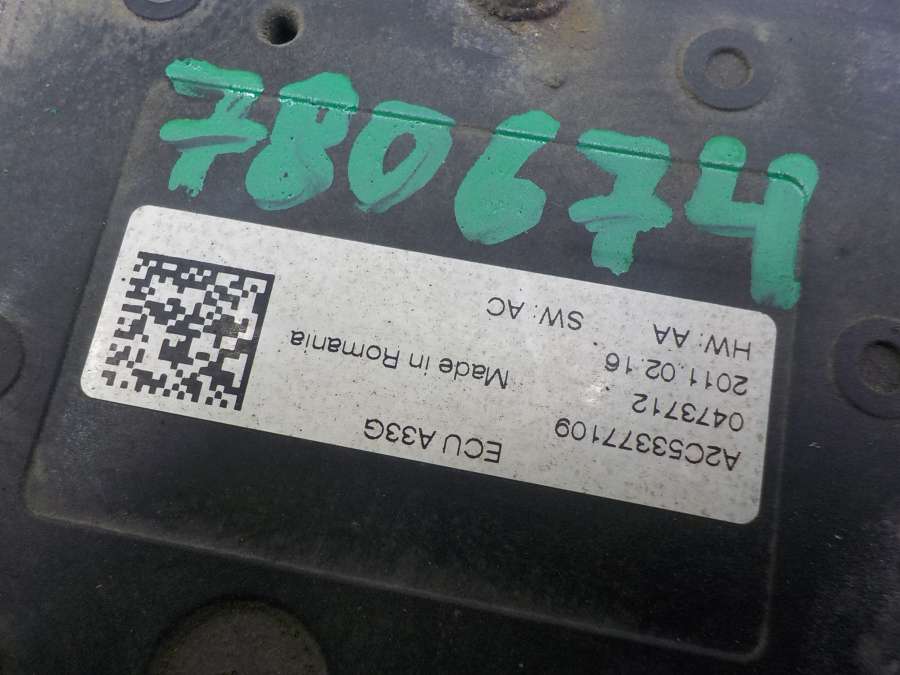 780674
A2C53377109 ECU A33G
0473712
2011.02.16 Made in Romania
HW: AA SW: AC